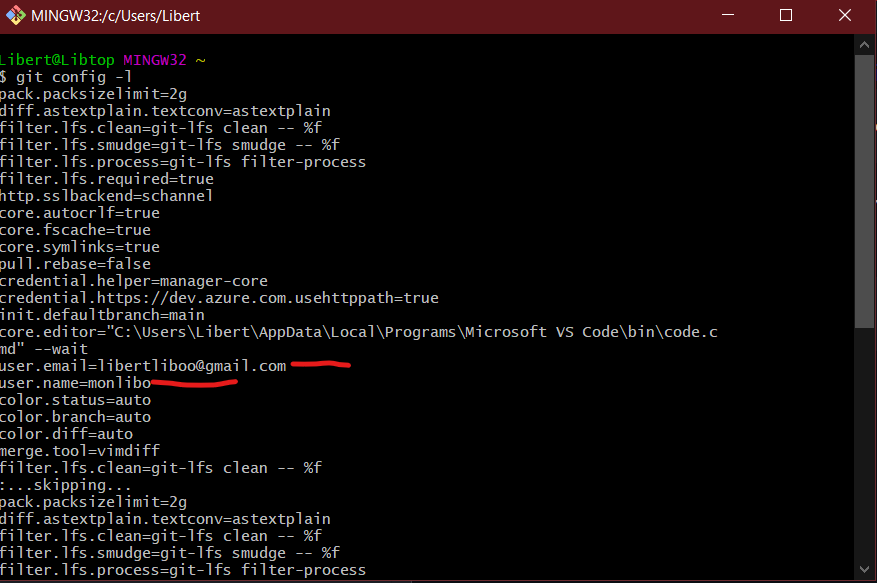 MINGW32:/c/Users/Libert
Libert@Libtop MINGW32 ~
$ git config -l
pack.packsizelimit=2g
diff.astextplain.textconv=astextplain
filter.lfs.clean=git-lfs clean -- %f
filter.lfs.smudge=git-lfs smudge -- %f
filter.lfs.process=git-lfs filter-process
filter.lfs.required=true
http.sslbackend=schannel
core.autocrlf=true
core.fscache=true
core.symlinks=true
pull.rebase=false
credential.helper=manager-core
credential.https://dev.azure.com.usehttppath=true
init.defaultbranch=main
core.editor="C:\Users\Libert\AppData\Local\Programs\Microsoft VS Code\bin\code.c
md" --wait
user.email=libertliboo@gmail.com
user.name=monlibo
color.status=auto
color.branch=auto
color.diff=auto
merge.tool=vimdiff
filter.lfs.clean=git-lfs clean -- %f
:...skipping...
pack.packsizelimit=2g
diff.astextplain.textconv=astextplain
filter.lfs.clean=git-lfs clean -- %f
filter.lfs.smudge=git-lfs smudge -- %f
filter.lfs.process=git-lfs filter-process